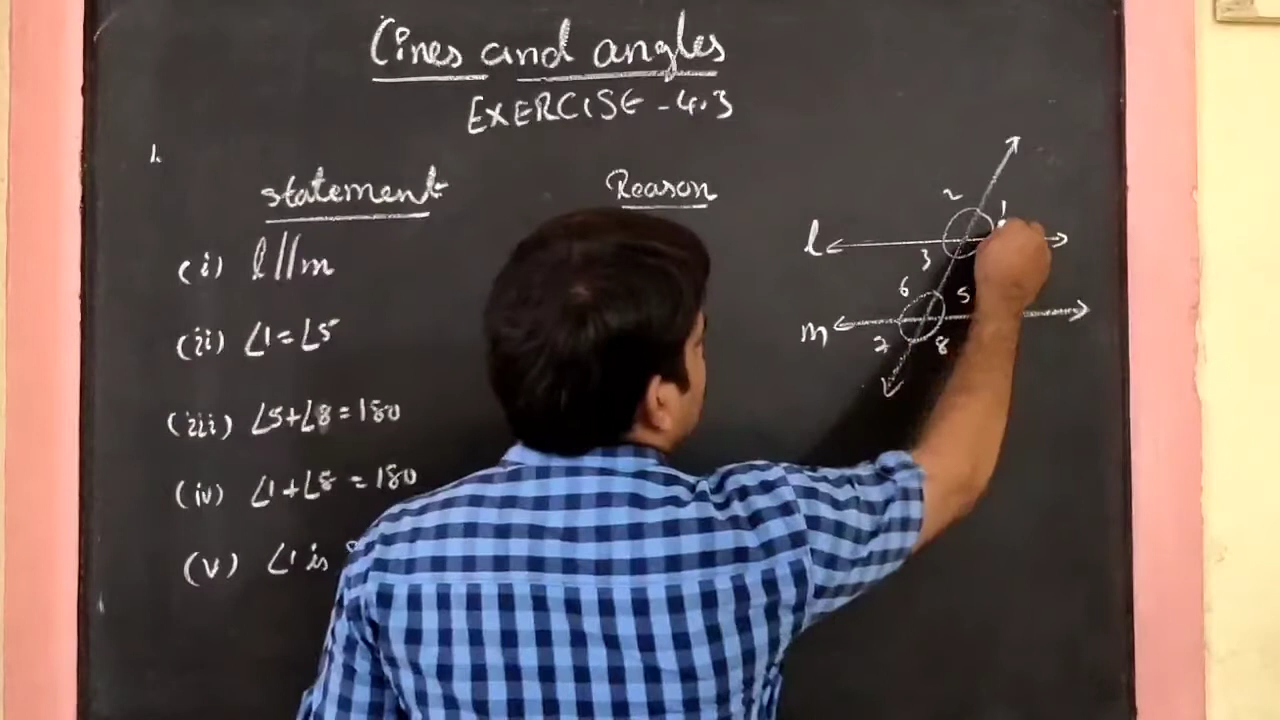 Lines and angles
EXERCISE - 4.3
1.
statement Reason
(i) l//m
(ii) ∠1=∠5
(iii) ∠5+∠8=180
(iv) ∠1+∠8=180
(v) ∠1 is
2 1
l
3
6 5
m
7 8